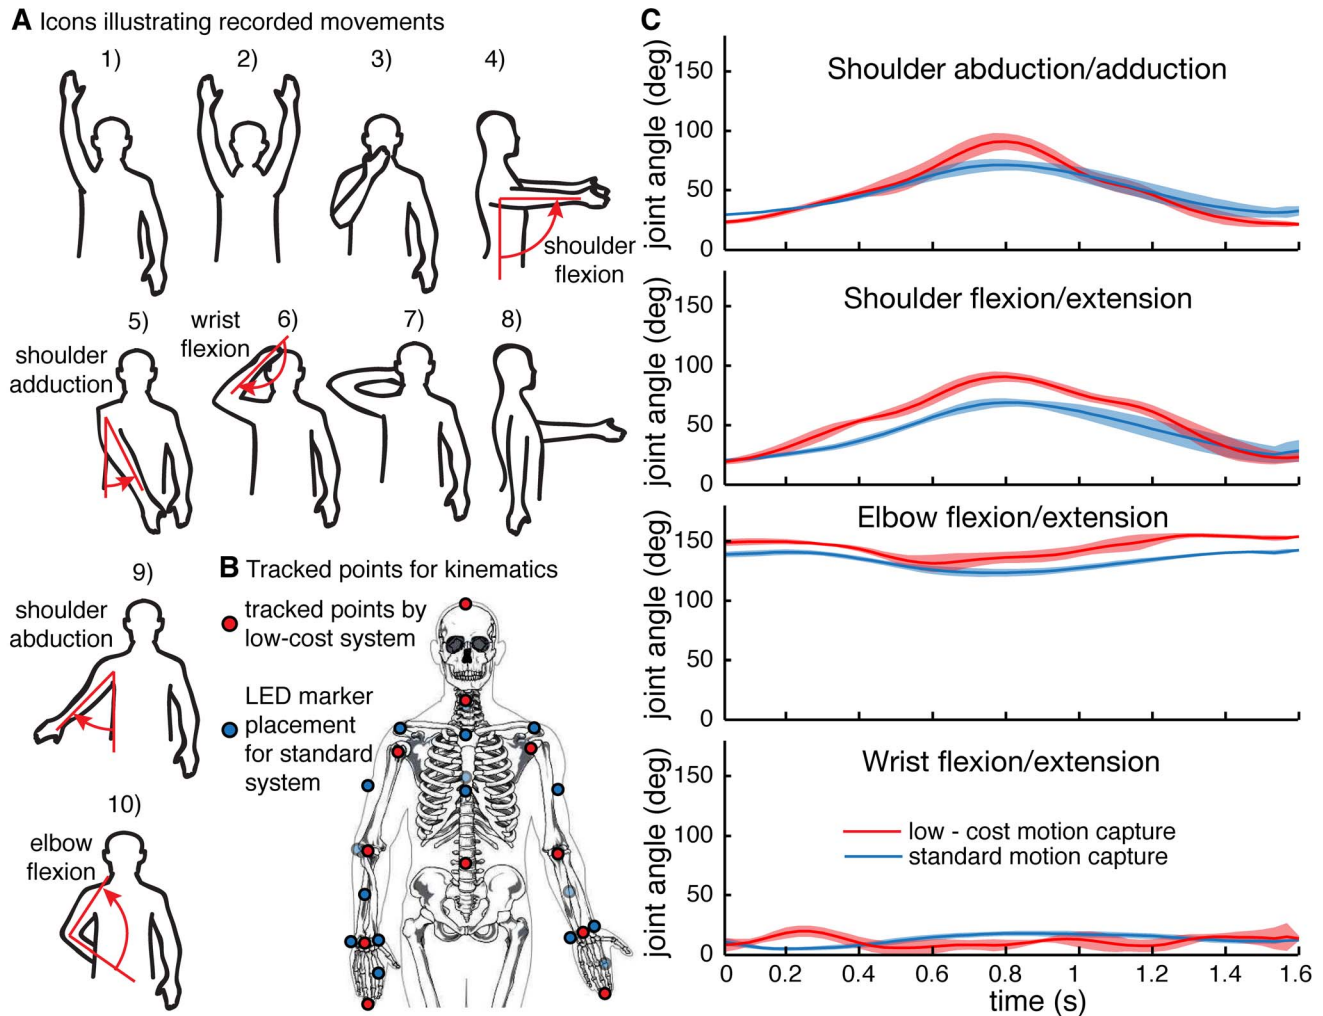 A Icons illustrating recorded movements
1)
2)
3)
4)
shoulder
flexion
5)
shoulder
adduction
wrist
flexion
6)
7)
8)
9)
shoulder
abduction
10)
elbow
flexion
B Tracked points for kinematics
tracked points by
low-cost system
LED marker
placement
for standard
system
C
Shoulder abduction/adduction
joint angle (deg)
150
100
50
0
Shoulder flexion/extension
joint angle (deg)
150
100
50
0
Elbow flexion/extension
joint angle (deg)
150
100
50
0
Wrist flexion/extension
joint angle (deg)
150
100
50
0
low - cost motion capture
standard motion capture
0 0.2 0.4 0.6 0.8 1 1.2 1.4 1.6
time (s)